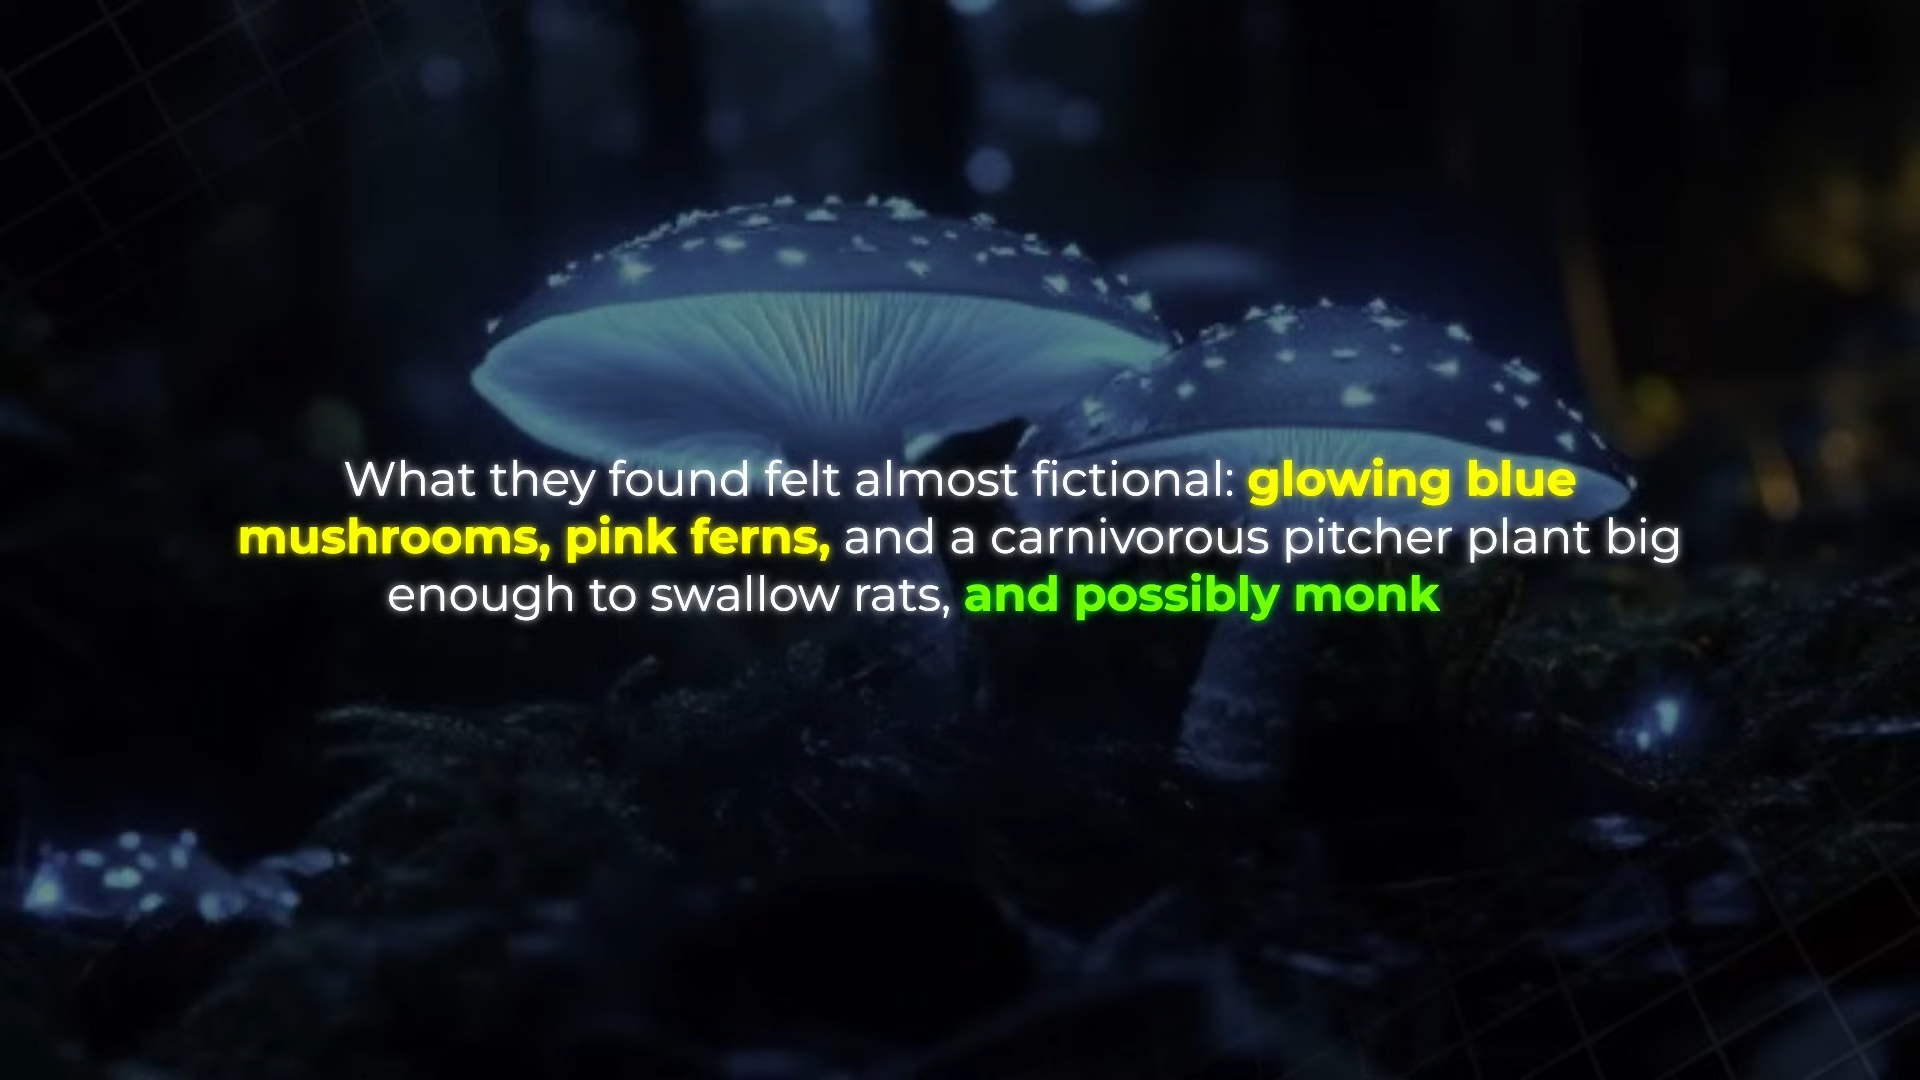 What they found felt almost fictional: glowing blue
mushrooms, pink ferns, and a carnivorous pitcher plant big
enough to swallow rats, and possibly monk